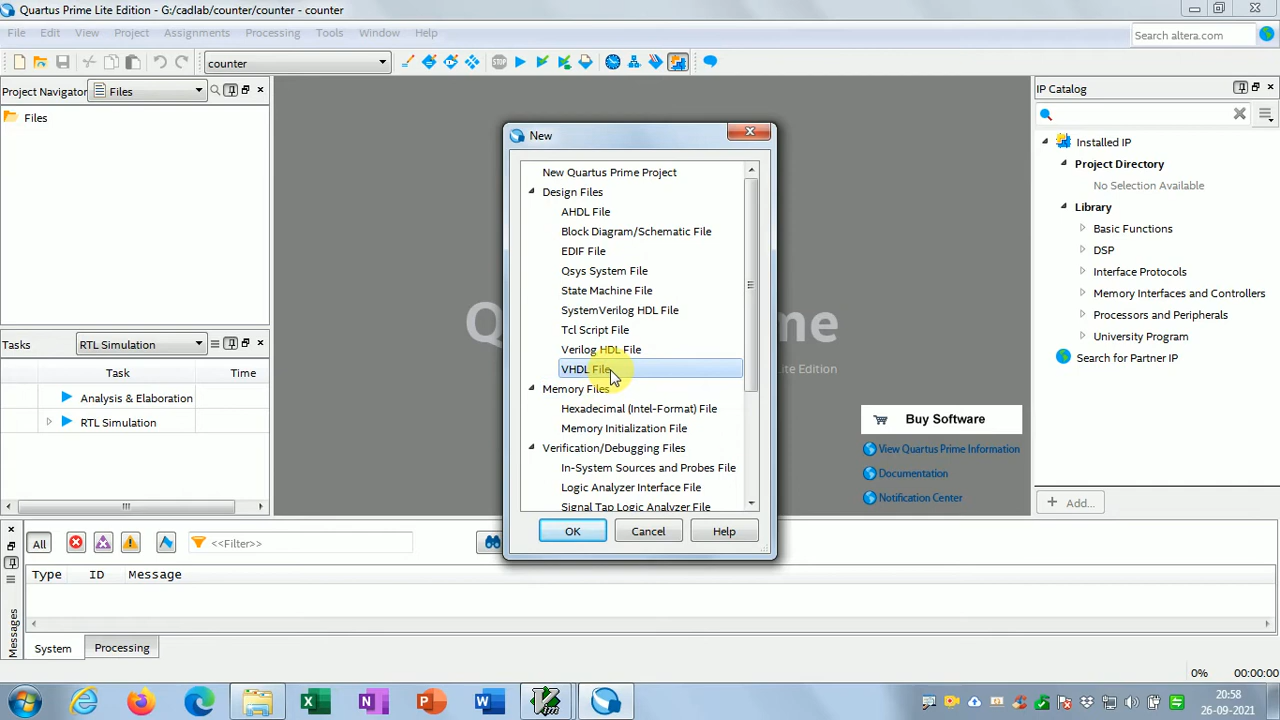 Quartus Prime Lite Edition - G:/cadlab/counter/counter - counter
File Edit View Project Assignments Processing Tools Window Help
Search altera.com
counter
Project Navigator Files
Files
IP Catalog
Installed IP
Project Directory
No Selection Available
Library
Basic Functions
DSP
Interface Protocols
Memory Interfaces and Controllers
Processors and Peripherals
University Program
Search for Partner IP
Add...
New
New Quartus Prime Project
Design Files
AHDL File
Block Diagram/Schematic File
EDIF File
Qsys System File
State Machine File
SystemVerilog HDL File
Tcl Script File
Verilog HDL File
VHDL File
Memory Files
Hexadecimal (Intel-Format) File
Memory Initialization File
Verification/Debugging Files
In-System Sources and Probes File
Logic Analyzer Interface File
Signal Tap Logic Analyzer File
OK Cancel Help
Buy Software
View Quartus Prime Information
Documentation
Notification Center
Tasks RTL Simulation
Task Time
Analysis & Elaboration
RTL Simulation
All <<Filter>>
Type ID Message
Messages
System Processing
0% 00:00:00
20:58
26-09-2021